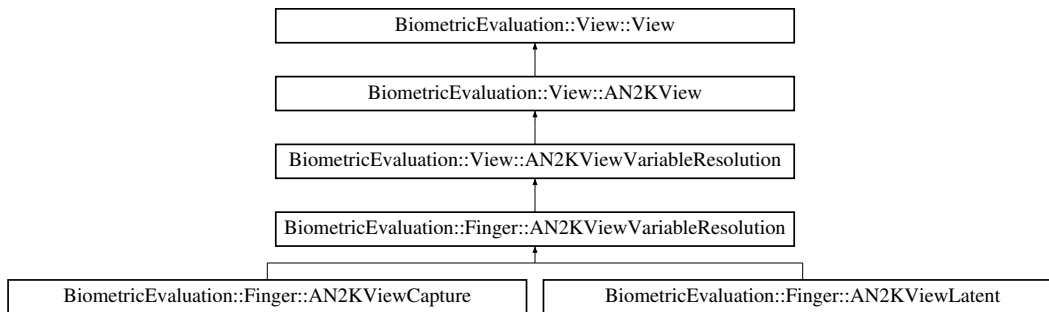 BiometricEvaluation::View::View
BiometricEvaluation::View::AN2KView
BiometricEvaluation::View::AN2KViewVariableResolution
BiometricEvaluation::Finger::AN2KViewVariableResolution
BiometricEvaluation::Finger::AN2KViewCapture
BiometricEvaluation::Finger::AN2KViewLatent